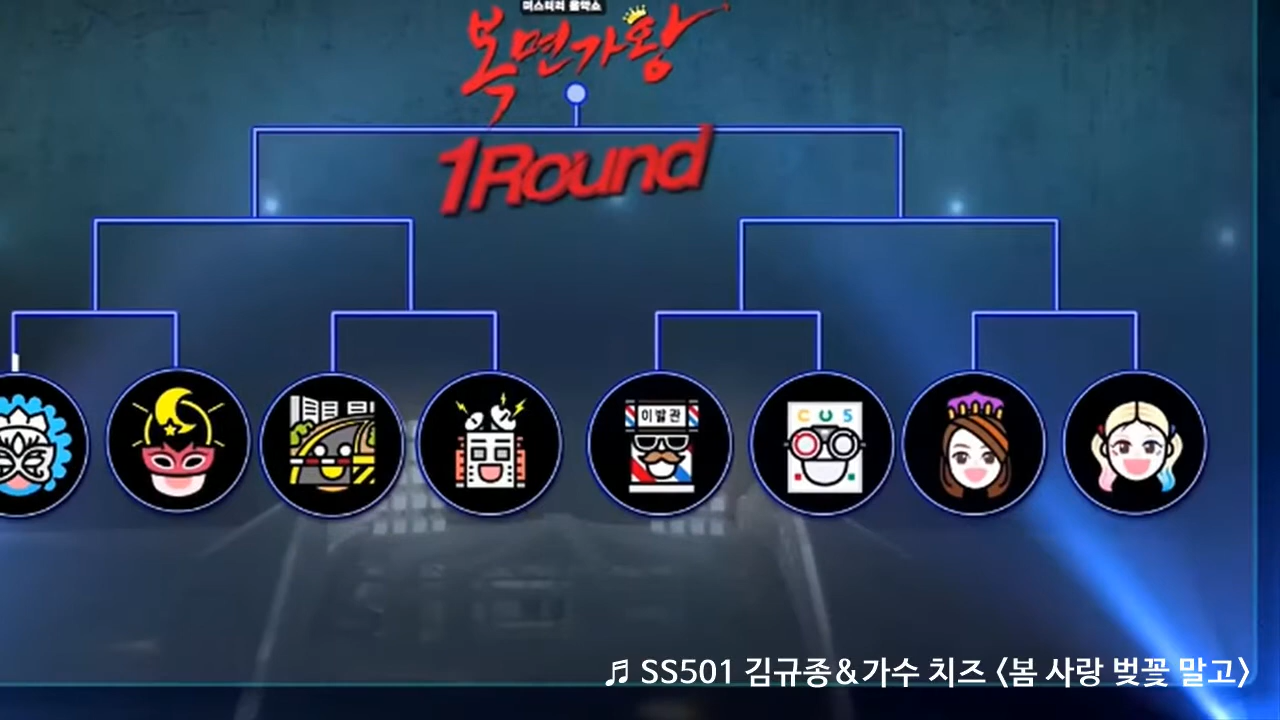 미스터리 음악쇼
복면가왕
1Round
이발관
C U 5
♬ SS501 김규종&가수 치즈 〈봄 사랑 벚꽃 말고〉